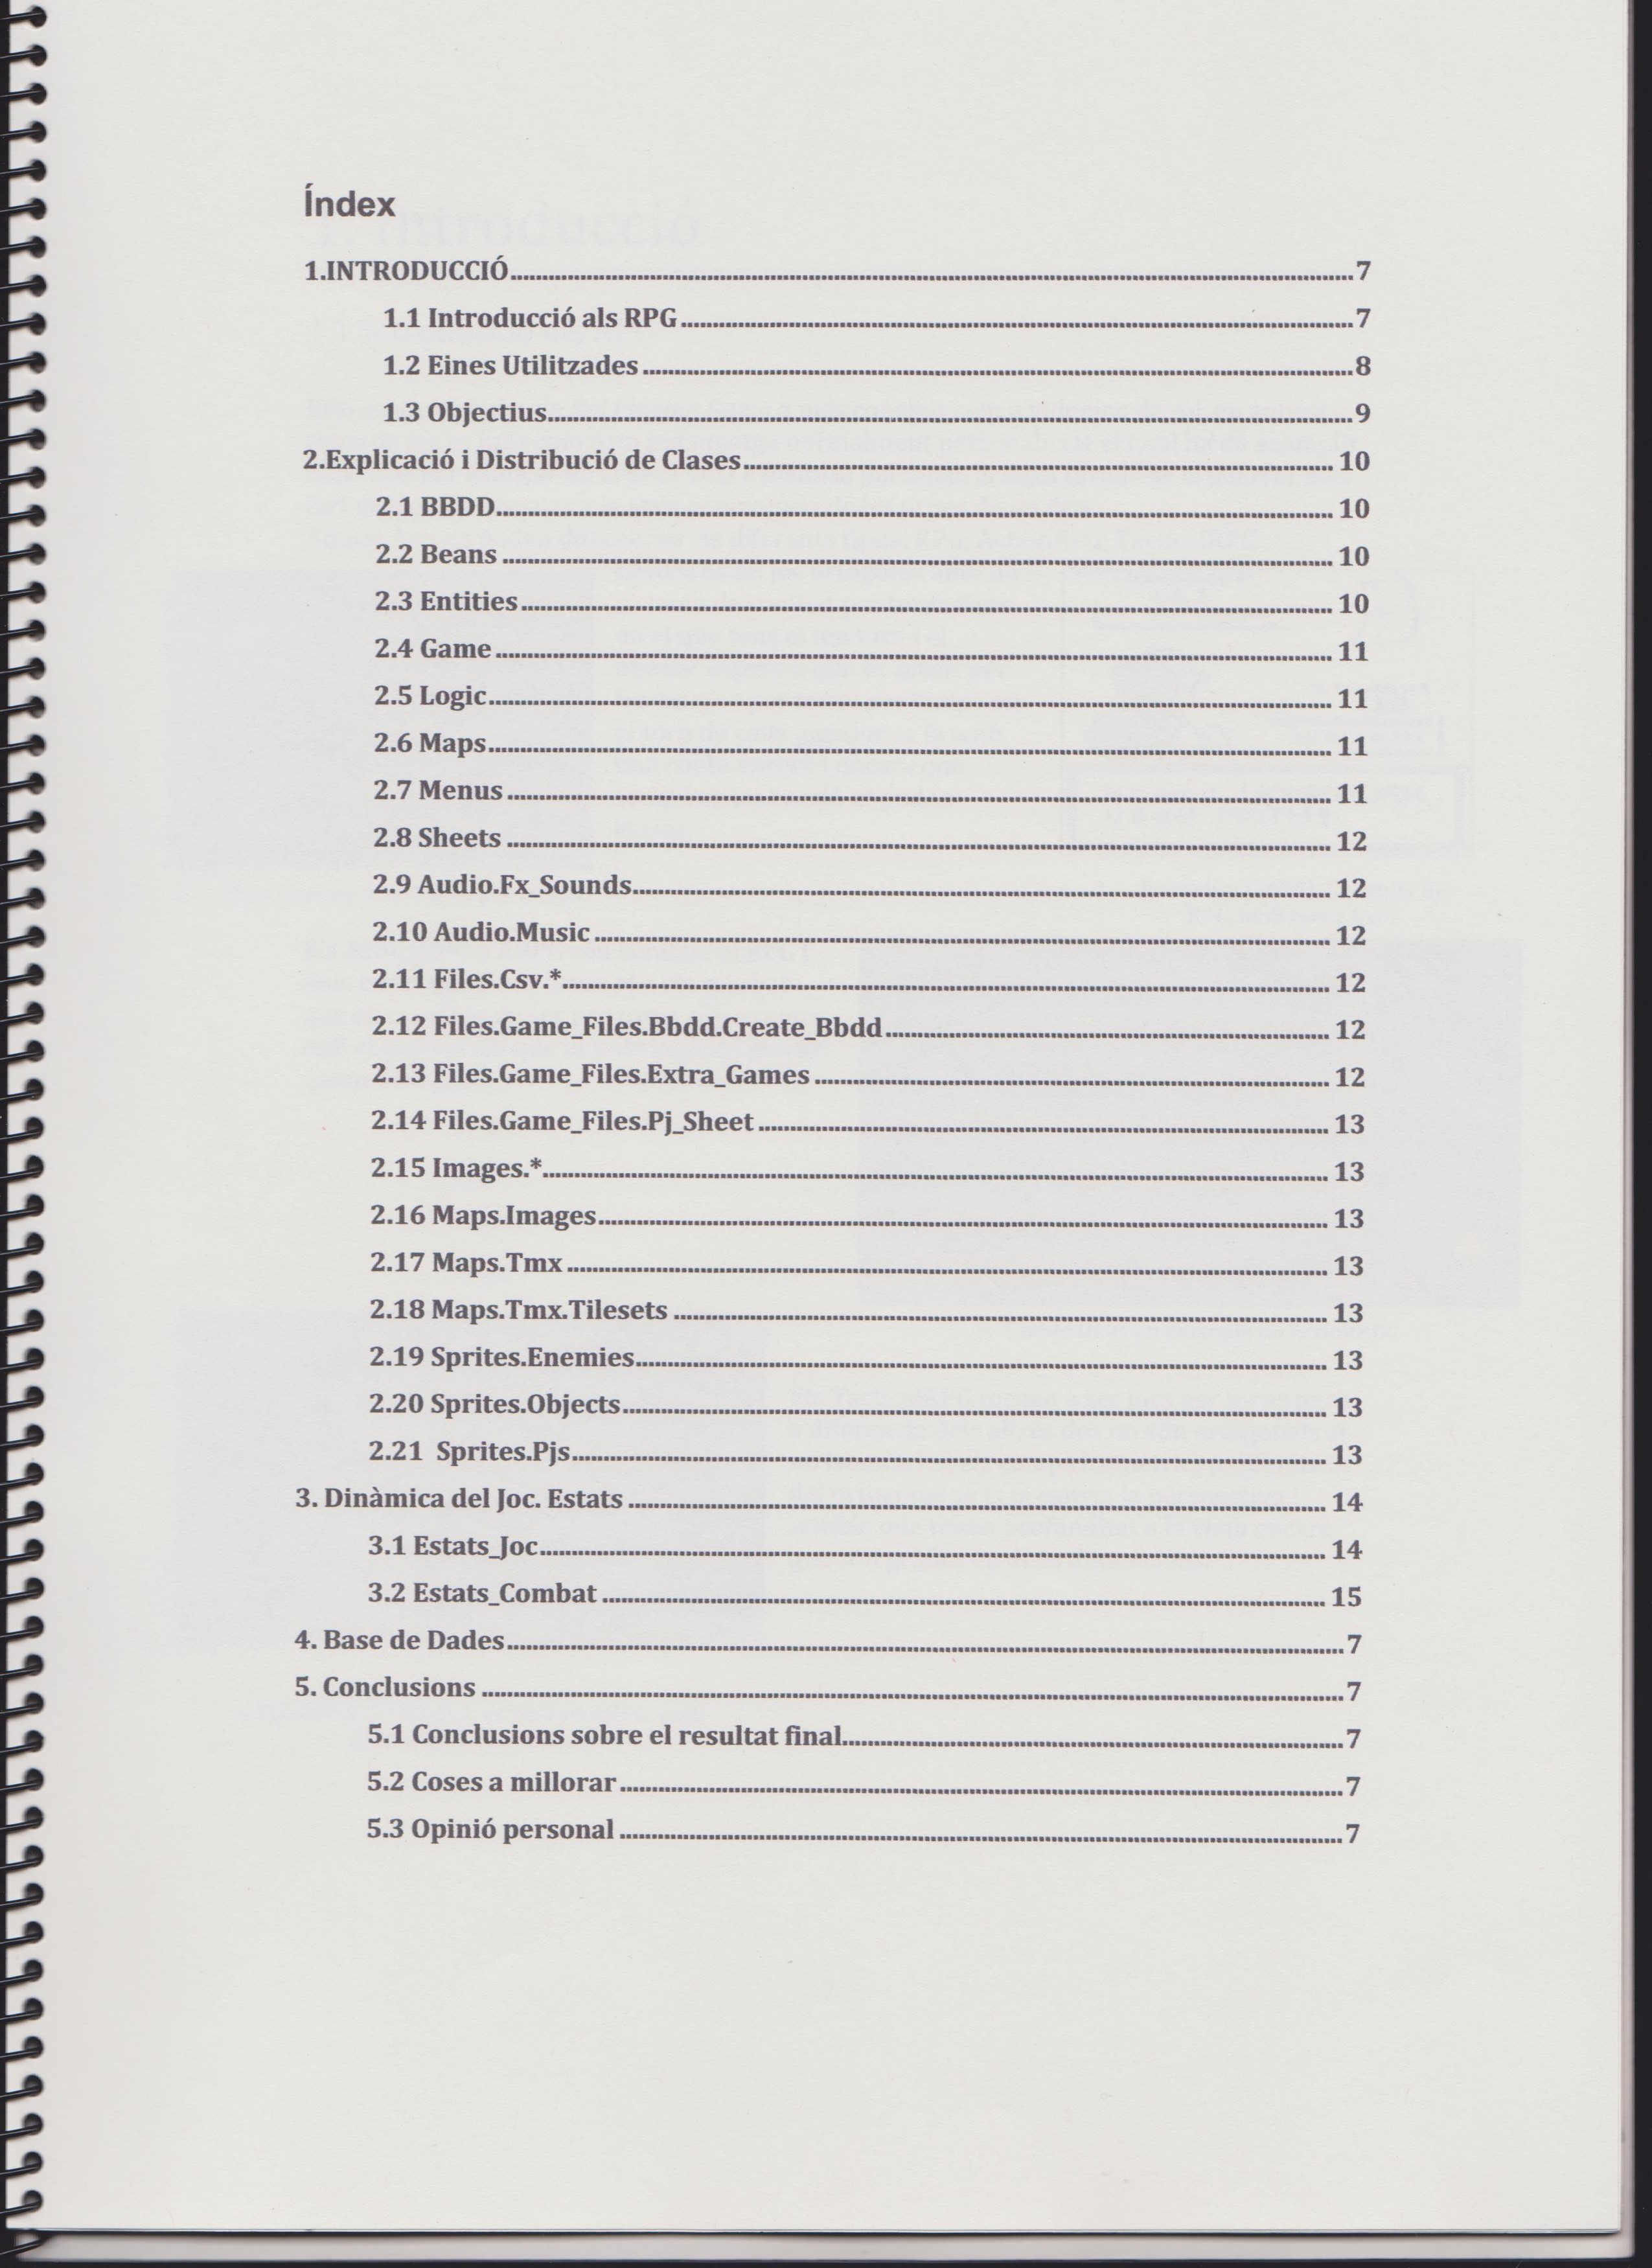 Índex
1.INTRODUCCIÓ 7
1.1 Introducció als RPG 7
1.2 Eines Utilitzades 8
1.3 Objectius 9
2.Explicació i Distribució de Clases 10
2.1 BBDD 10
2.2 Beans 10
2.3 Entities 10
2.4 Game 11
2.5 Logic 11
2.6 Maps 11
2.7 Menus 11
2.8 Sheets 12
2.9 Audio.Fx_Sounds 12
2.10 Audio.Music 12
2.11 Files.Csv.* 12
2.12 Files.Game_Files.Bbdd.Create_Bbdd 12
2.13 Files.Game_Files.Extra_Games 12
2.14 Files.Game_Files.Pj_Sheet 13
2.15 Images.* 13
2.16 Maps.Images 13
2.17 Maps.Tmx 13
2.18 Maps.Tmx.Tilesets 13
2.19 Sprites.Enemies 13
2.20 Sprites.Objects 13
2.21 Sprites.Pjs 13
3. Dinàmica del Joc. Estats 14
3.1 Estats_Joc 14
3.2 Estats_Combat 15
4. Base de Dades 7
5. Conclusions 7
5.1 Conclusions sobre el resultat final 7
5.2 Coses a millorar 7
5.3 Opinió personal 7